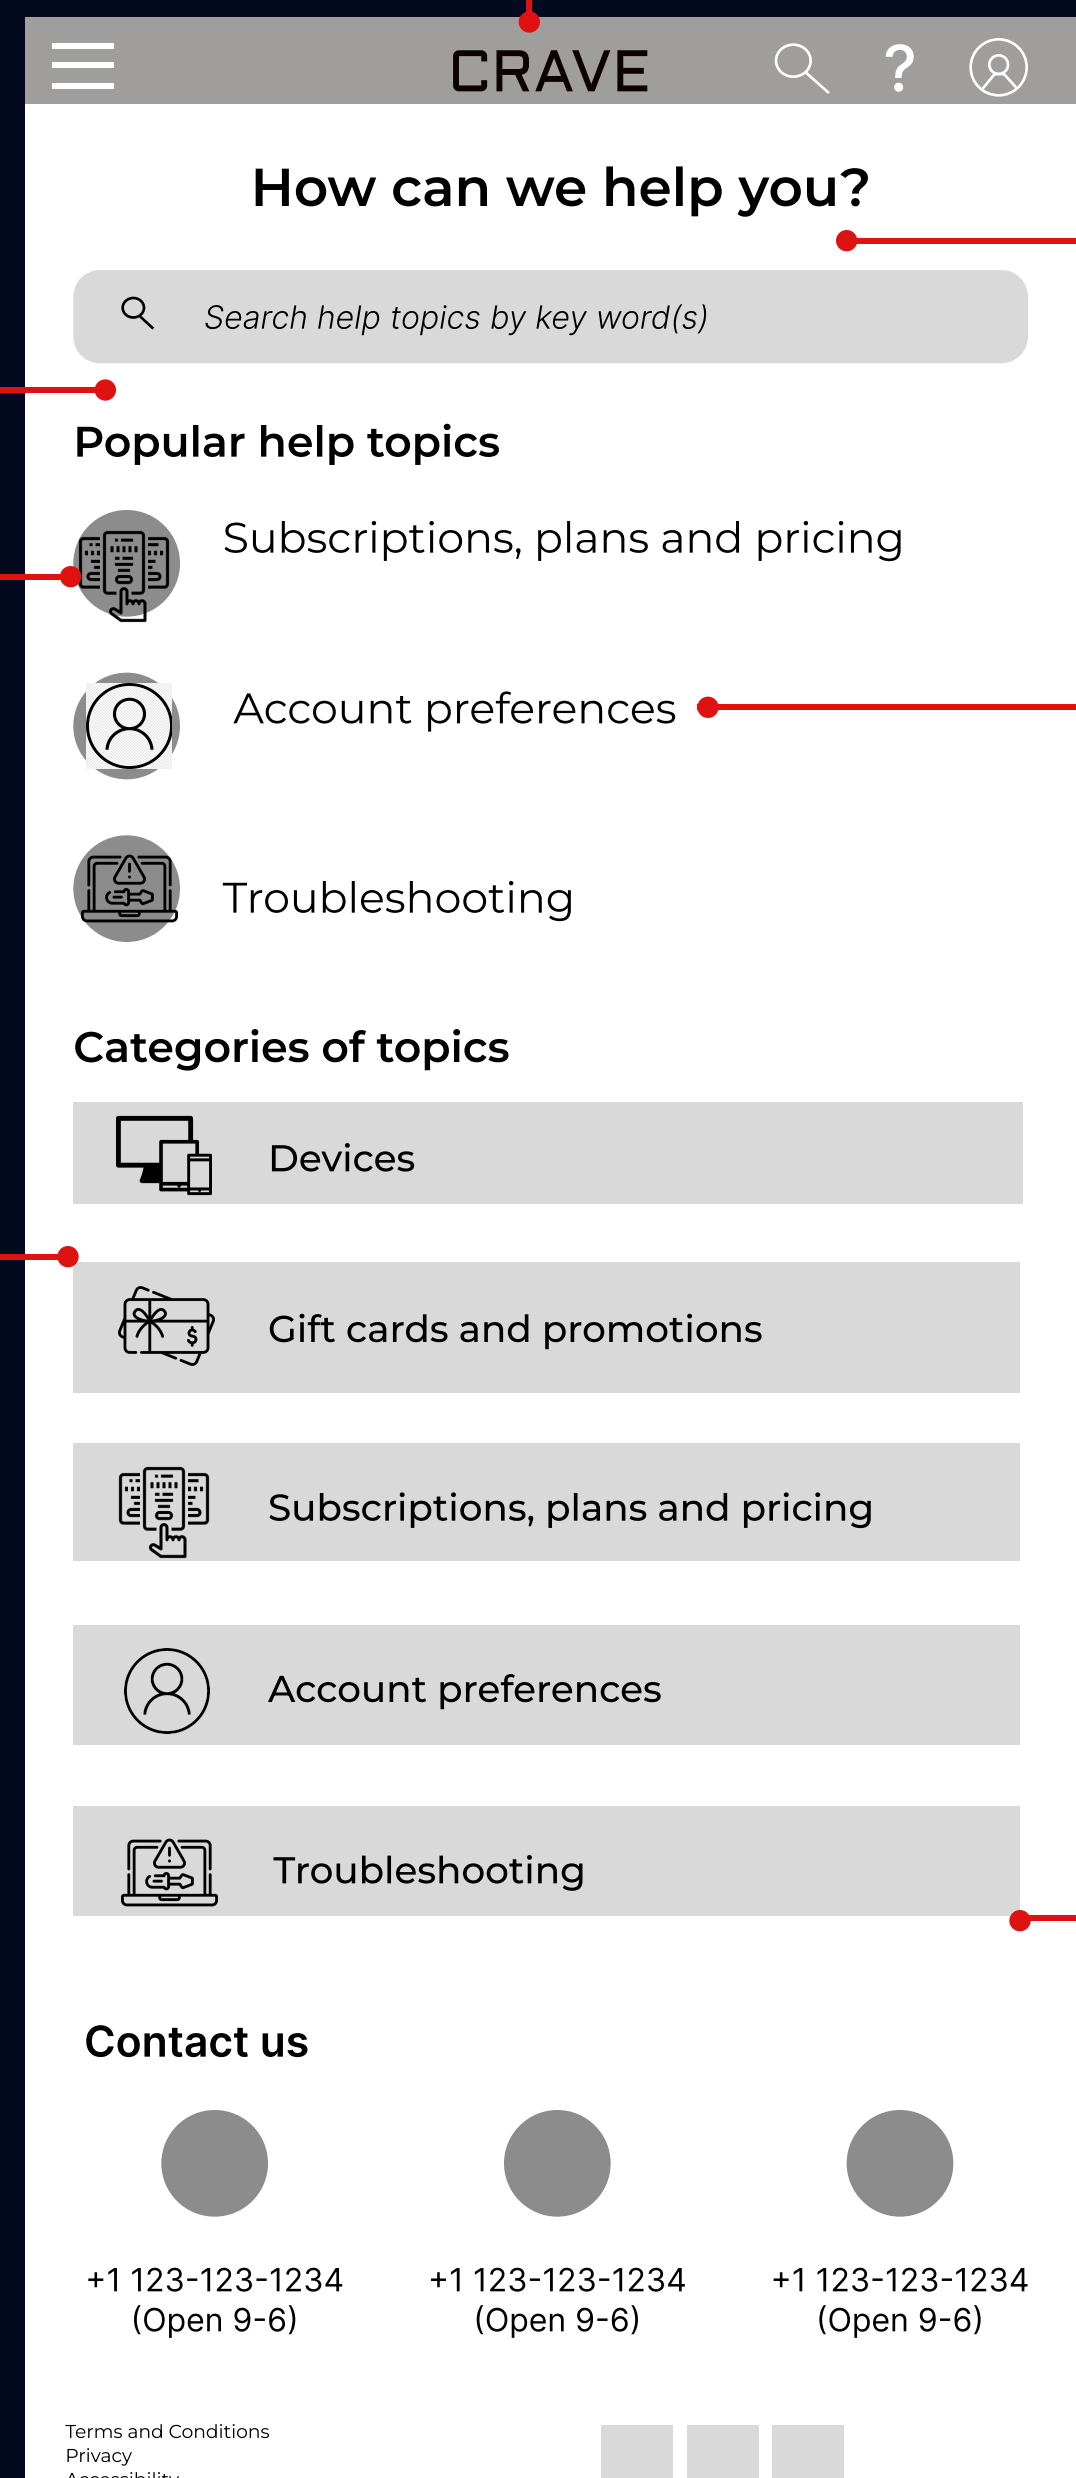 CRAVE
?
How can we help you?
Search help topics by key word(s)
Popular help topics
Subscriptions, plans and pricing
Account preferences
Troubleshooting
Categories of topics
Devices
Gift cards and promotions
$
Subscriptions, plans and pricing
Account preferences
Troubleshooting
Contact us
+1 123-123-1234
(Open 9-6)
+1 123-123-1234
(Open 9-6)
+1 123-123-1234
(Open 9-6)
Terms and Conditions
Privacy
Accessibility